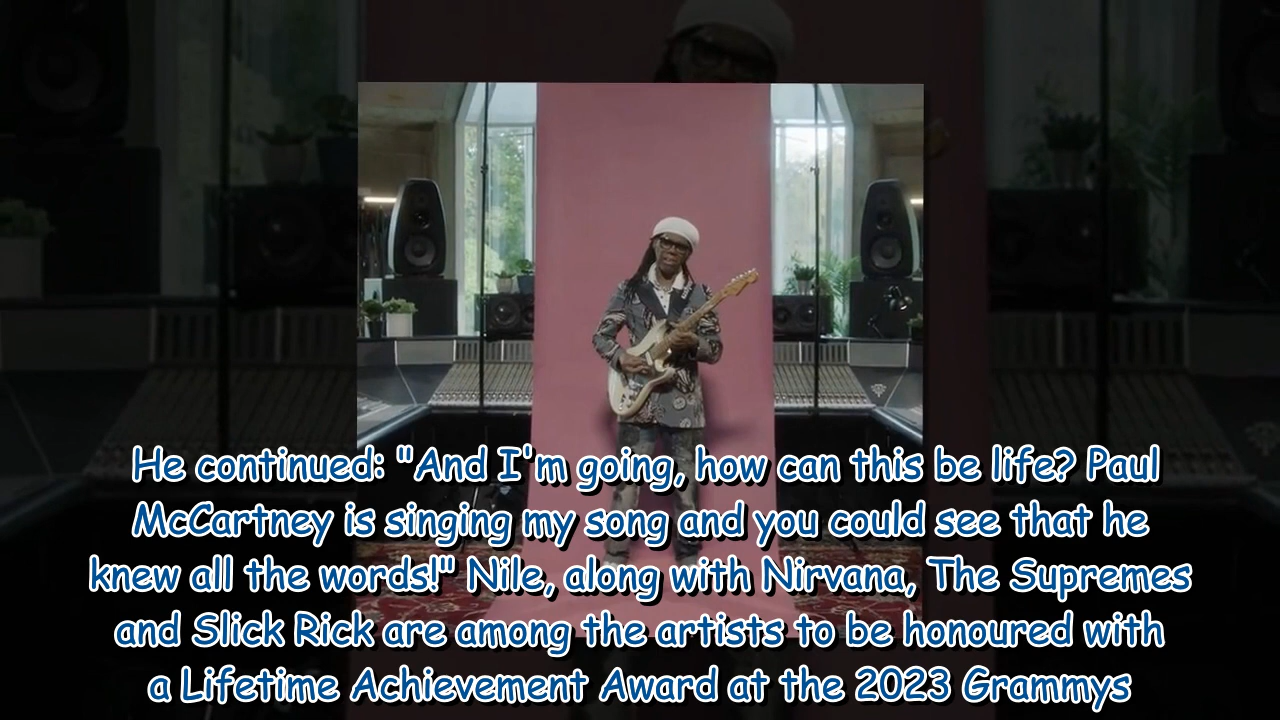 He continued: "And I'm going, how can this be life? Paul
McCartney is singing my song and you could see that he
knew all the words!" Nile, along with Nirvana, The Supremes
and Slick Rick are among the artists to be honoured with
a Lifetime Achievement Award at the 2023 Grammys